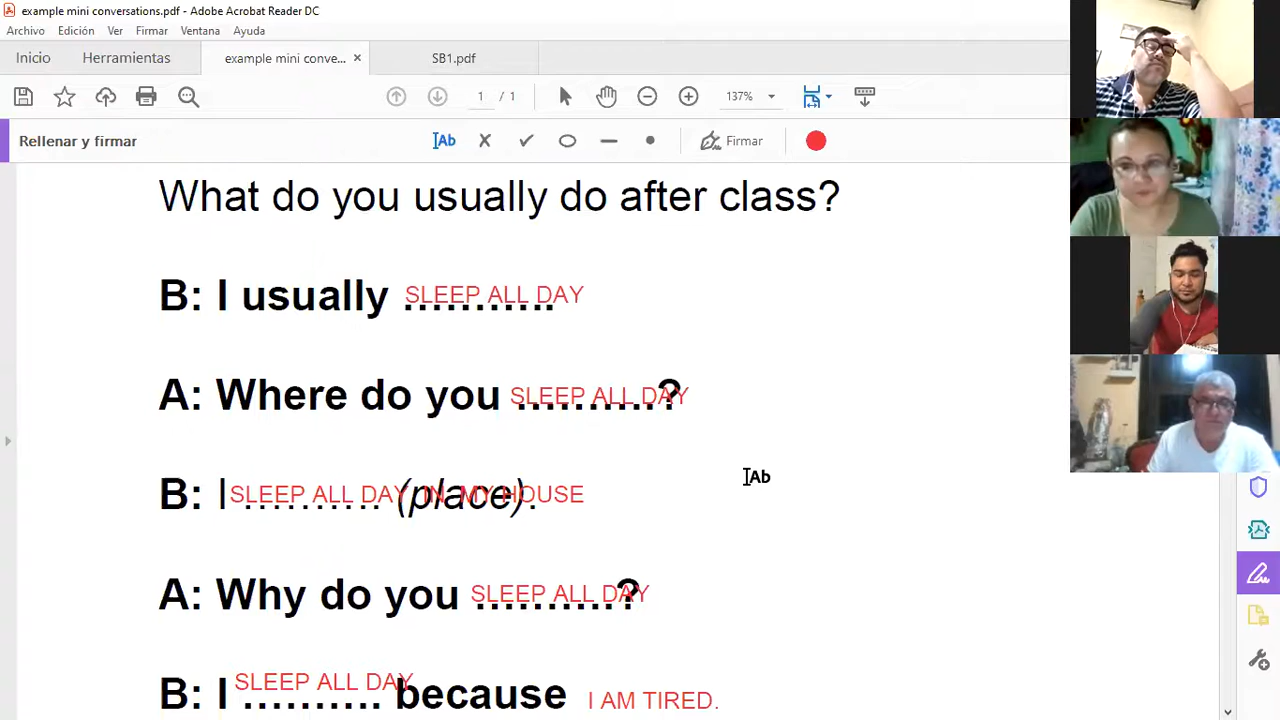 example mini conversations.pdf - Adobe Acrobat Reader DC
Archivo Edición Ver Firmar Ventana Ayuda
Inicio Herramientas example mini conve... × SB1.pdf
1 / 1 137%
Rellenar y firmar Ab Firmar
What do you usually do after class?
B: I usually ........... SLEEP ALL DAY
A: Where do you ..........? SLEEP ALL DAY
B: I .......... (place). SLEEP ALL DAY IN MY HOUSE
Ab
A: Why do you ..........? SLEEP ALL DAY
B: I .......... because SLEEP ALL DAY I AM TIRED.